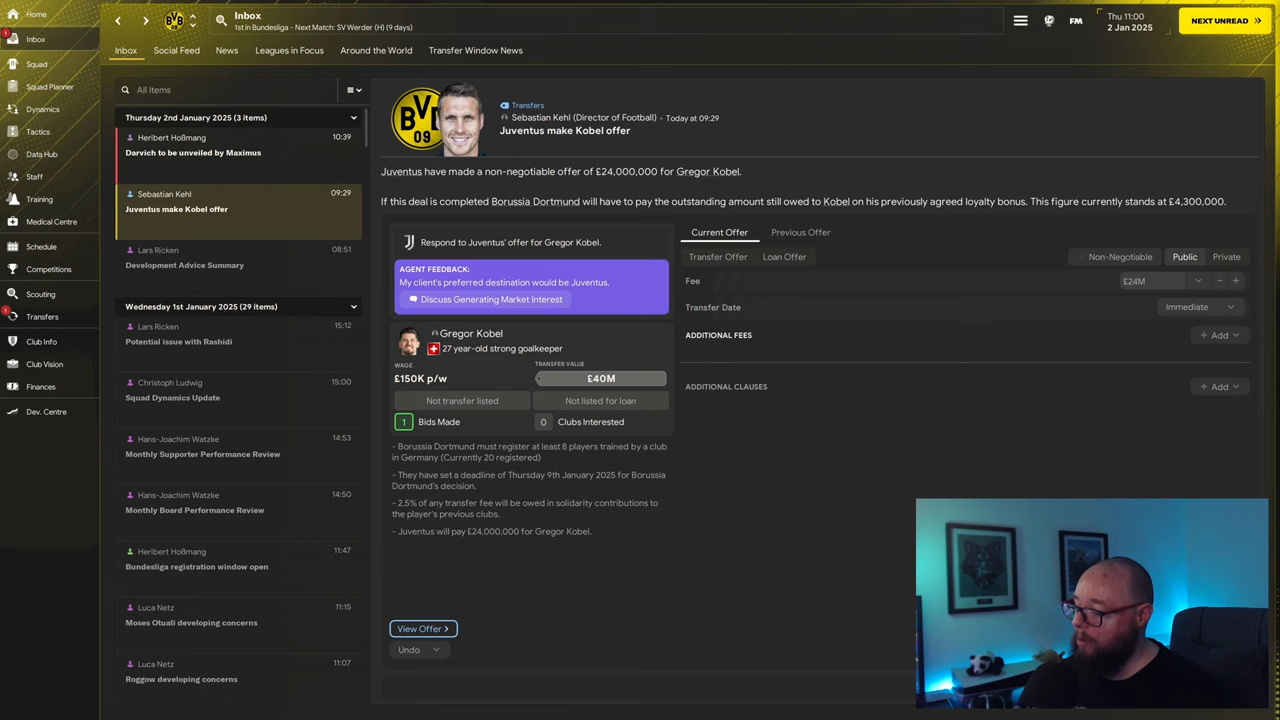 Home
Inbox
Squad
Squad Planner
Dynamics
Tactics
Data Hub
Staff
Training
Medical Centre
Schedule
Competitions
Scouting
Transfers
Club Info
Club Vision
Finances
Dev. Centre
1
1
BVB
09
Inbox
1st in Bundesliga - Next Match: SV Werder (H) (9 days)
FM
Thu 11:00
2 Jan 2025
NEXT UNREAD
Inbox
Social Feed
News
Leagues in Focus
Around the World
Transfer Window News
All Items
Thursday 2nd January 2025 (3 items)
Heribert Hoßmang 10:39
Darvich to be unveiled by Maximus
Sebastian Kehl 09:29
Juventus make Kobel offer
Lars Ricken 08:51
Development Advice Summary
Wednesday 1st January 2025 (29 items)
Lars Ricken 15:12
Potential issue with Rashidi
Christoph Ludwig 15:00
Squad Dynamics Update
Hans-Joachim Watzke 14:53
Monthly Supporter Performance Review
Hans-Joachim Watzke 14:50
Monthly Board Performance Review
Heribert Hoßmang 11:47
Bundesliga registration window open
Luca Netz 11:15
Moses Otuali developing concerns
Luca Netz 11:07
Roggow developing concerns
BVB
09
Transfers
Sebastian Kehl (Director of Football) - Today at 09:29
Juventus make Kobel offer
Juventus have made a non-negotiable offer of £24,000,000 for Gregor Kobel.
If this deal is completed Borussia Dortmund will have to pay the outstanding amount still owed to Kobel on his previously agreed loyalty bonus. This figure currently stands at £4,300,000.
Respond to Juventus' offer for Gregor Kobel.
AGENT FEEDBACK:
My client's preferred destination would be Juventus.
Discuss Generating Market Interest
Gregor Kobel
27 year-old strong goalkeeper
WAGE
£150K p/w
TRANSFER VALUE
£40M
Not transfer listed
Not listed for loan
1 Bids Made
0 Clubs Interested
- Borussia Dortmund must register at least 8 players trained by a club
in Germany (Currently 20 registered)
- They have set a deadline of Thursday 9th January 2025 for Borussia
Dortmund's decision.
- 2.5% of any transfer fee will be owed in solidarity contributions to
the player's previous clubs.
- Juventus will pay £24,000,000 for Gregor Kobel.
View Offer
Undo
Current Offer
Previous Offer
Transfer Offer
Loan Offer
Non-Negotiable
Public
Private
Fee £24M - +
Transfer Date Immediate
ADDITIONAL FEES + Add
ADDITIONAL CLAUSES + Add